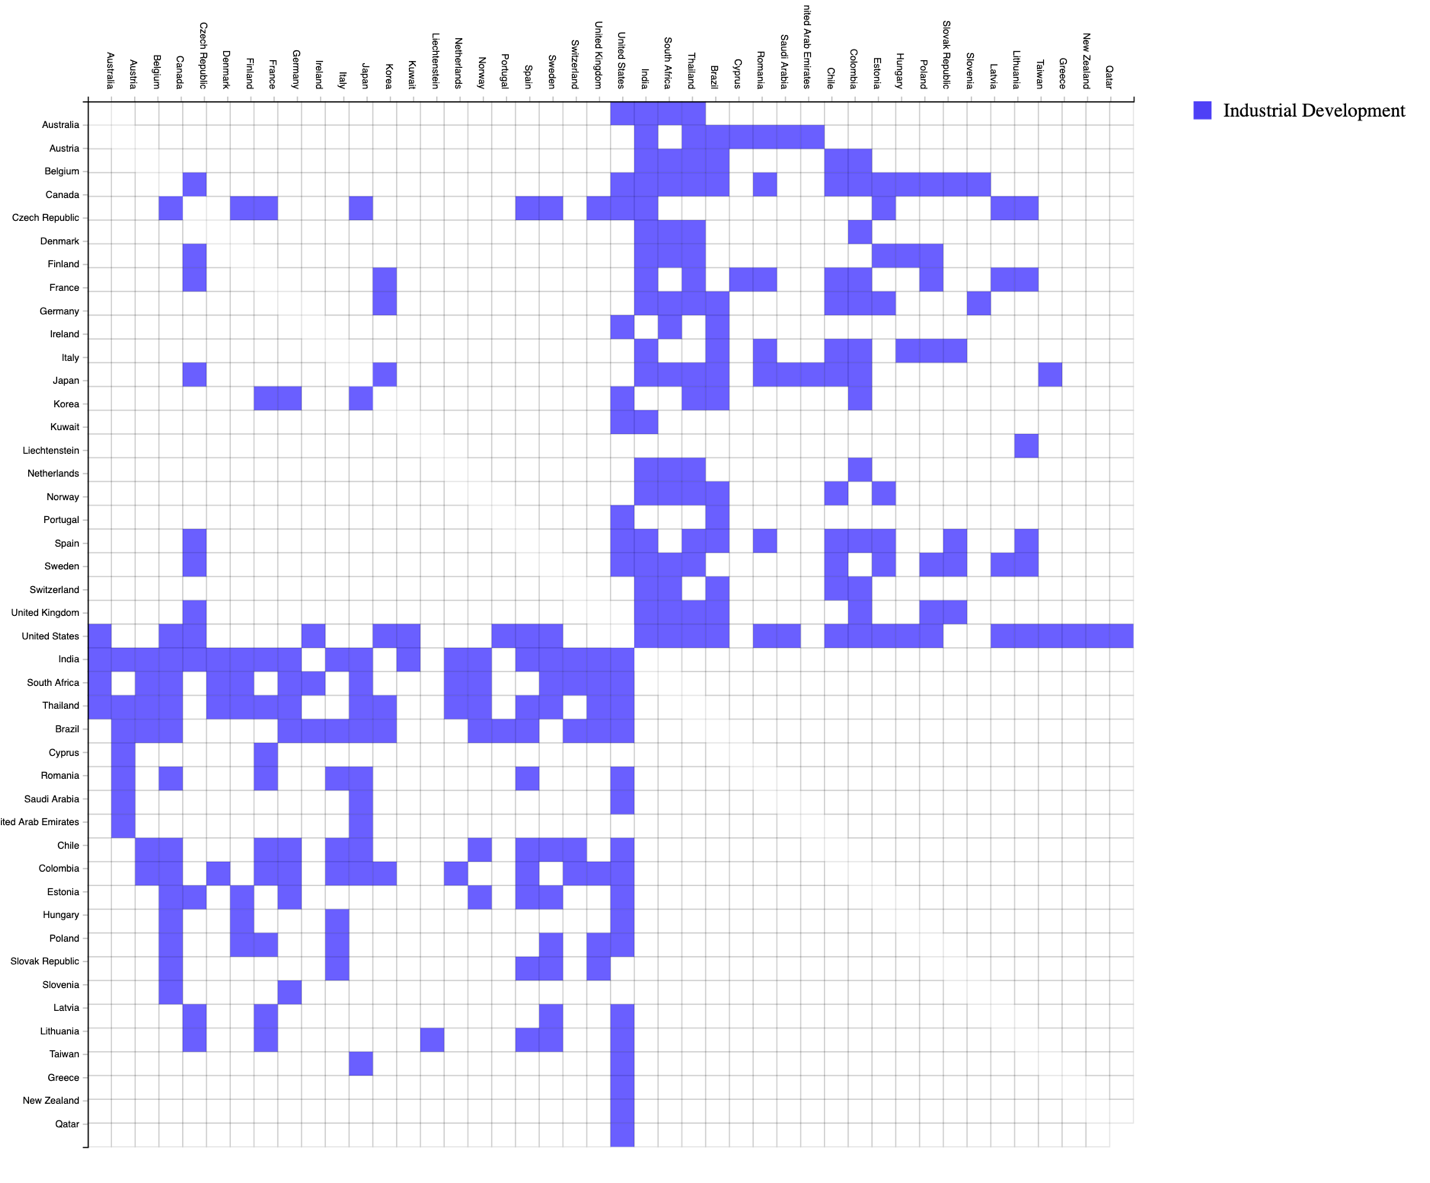 Australia
Austria
Belgium
Canada
Czech Republic
Denmark
Finland
France
Germany
Ireland
Italy
Japan
Korea
Kuwait
Liechtenstein
Netherlands
Norway
Portugal
Spain
Sweden
Switzerland
United Kingdom
United States
India
South Africa
Thailand
Brazil
Cyprus
Romania
Saudi Arabia
nited Arab Emirates
Chile
Colombia
Estonia
Hungary
Poland
Slovak Republic
Slovenia
Latvia
Lithuania
Taiwan
Greece
New Zealand
Qatar
Industrial Development
Australia
Austria
Belgium
Canada
Czech Republic
Denmark
Finland
France
Germany
Ireland
Italy
Japan
Korea
Kuwait
Liechtenstein
Netherlands
Norway
Portugal
Spain
Sweden
Switzerland
United Kingdom
United States
India
South Africa
Thailand
Brazil
Cyprus
Romania
Saudi Arabia
ited Arab Emirates
Chile
Colombia
Estonia
Hungary
Poland
Slovak Republic
Slovenia
Latvia
Lithuania
Taiwan
Greece
New Zealand
Qatar